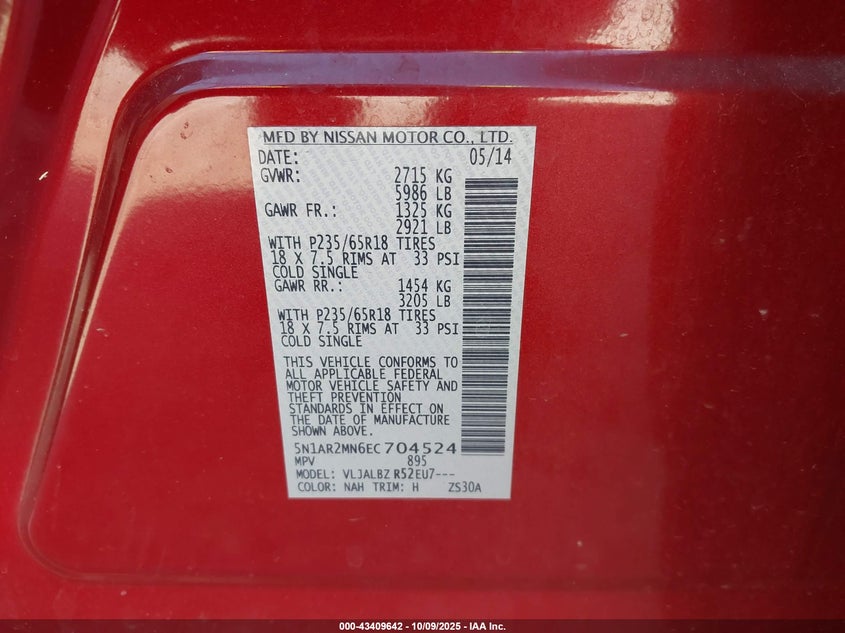 MFD BY NISSAN MOTOR CO., LTD.
DATE: 05/14
GVWR: 2715 KG
5986 LB
GAWR FR.: 1325 KG
2921 LB
WITH P235/65R18 TIRES
18 X 7.5 RIMS AT 33 PSI
COLD SINGLE
GAWR RR.: 1454 KG
3205 LB
WITH P235/65R18 TIRES
18 X 7.5 RIMS AT 33 PSI
COLD SINGLE
THIS VEHICLE CONFORMS TO
ALL APPLICABLE FEDERAL
MOTOR VEHICLE SAFETY AND
THEFT PREVENTION
STANDARDS IN EFFECT ON
THE DATE OF MANUFACTURE
SHOWN ABOVE.
5N1AR2MN6EC704524
MPV 895
MODEL: VLJALBZ R52EU7---
COLOR: NAH TRIM: H ZS30A
000-43409642 - 10/09/2025 - IAA Inc.